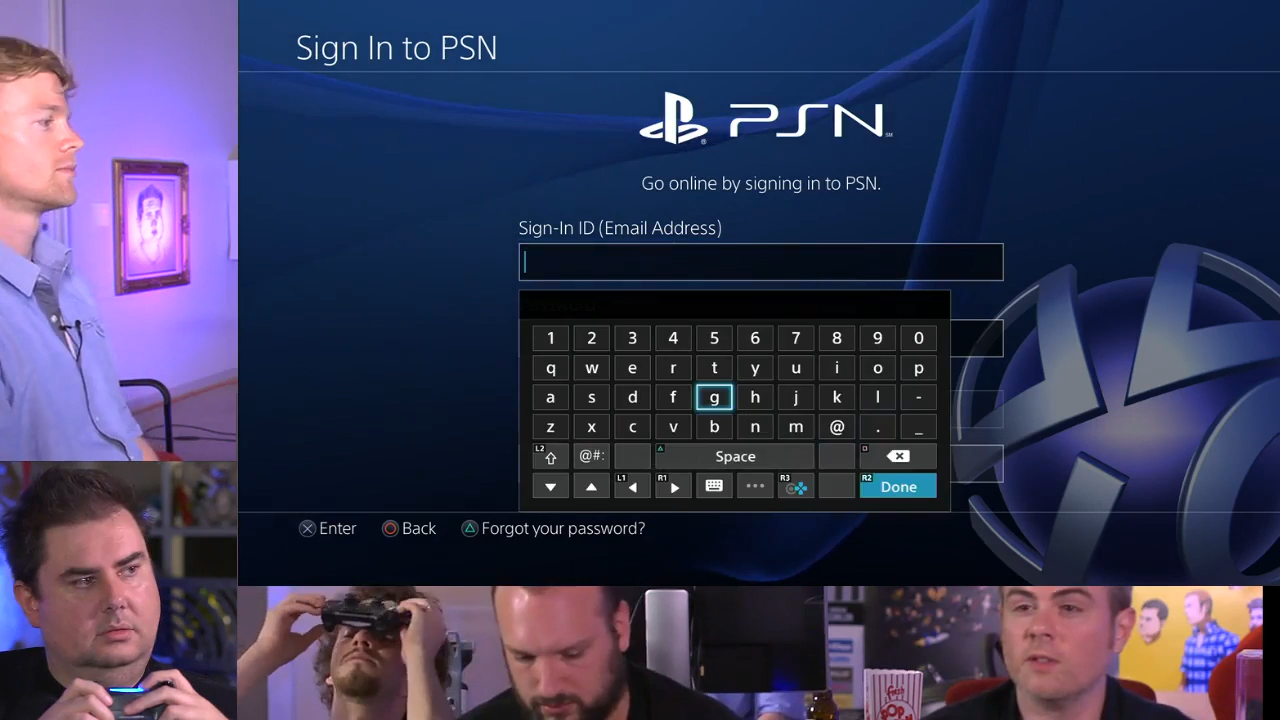 Sign In to PSN
PSN
Go online by signing in to PSN.
Sign-In ID (Email Address)
1 2 3 4 5 6 7 8 9 0
q w e r t y u i o p
a s d f g h j k l -
z x c v b n m @ . _
L2 @#: Space
L1 R1 ... R3 R2 Done
Enter Back Forgot your password?
fresh
POP